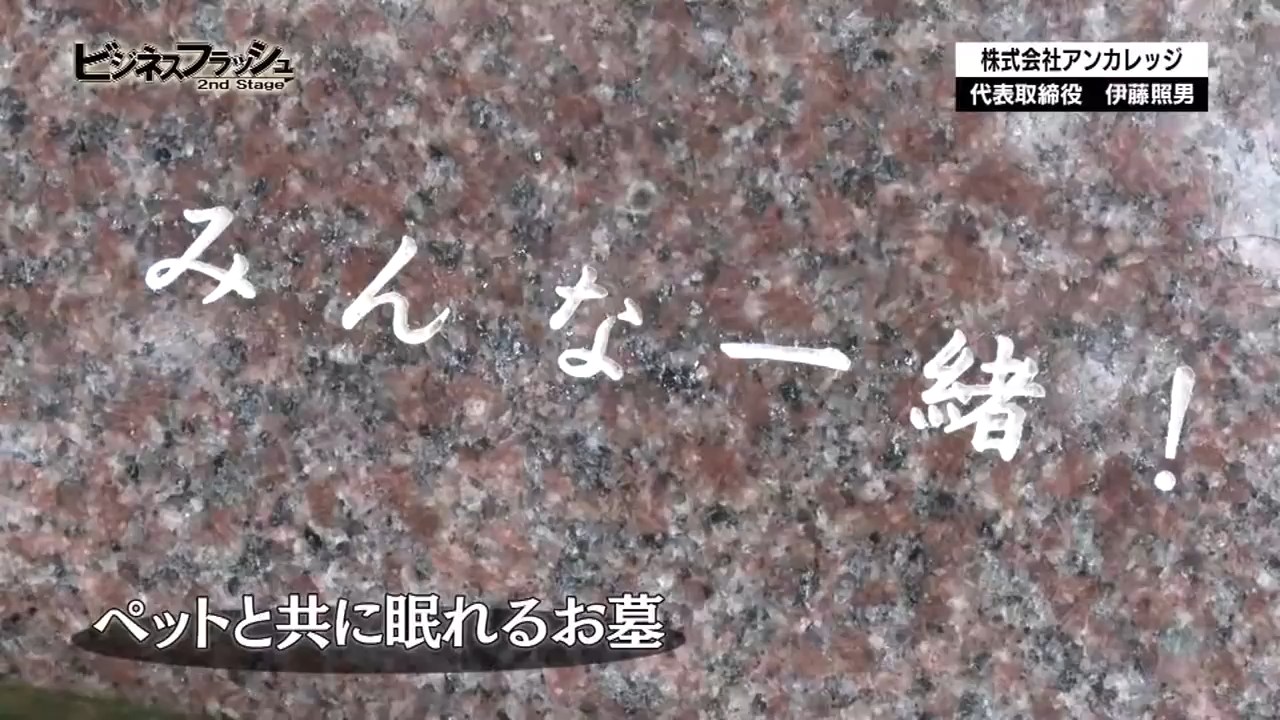 ビジネスフラッシュ
2nd Stage
株式会社アンカレッジ
代表取締役 伊藤照男
みんな一緒!
ペットと共に眠れるお墓